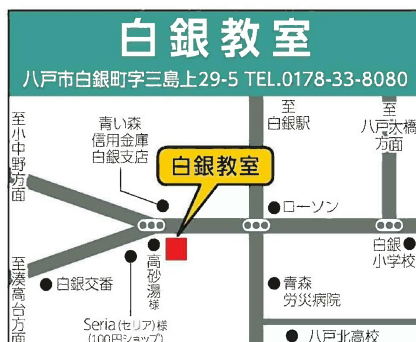 白銀教室
八戸市白銀町字三島上29-5 TEL.0178-33-8080
至小中野方面
青い森
信用金庫
白銀支店
至
白銀駅
至
八戸大橋
方面
白銀教室
ローソン
高砂湯様
白銀
小学校
至湊高台方面
白銀交番
青森
労災病院
Seria(セリア)様
(100円ショップ)
八戸北高校